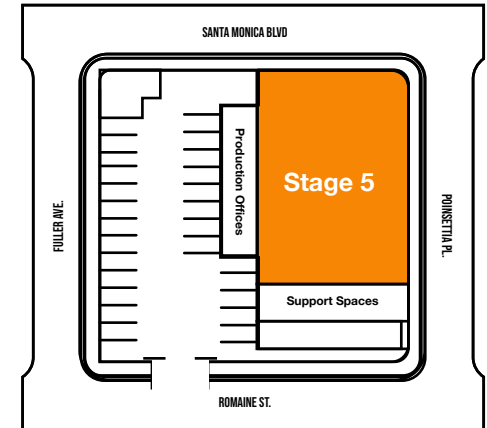 SANTA MONICA BLVD
Production Offices
Stage 5
FULLER AVE.
POINSETTIA PL.
Support Spaces
ROMAINE ST.